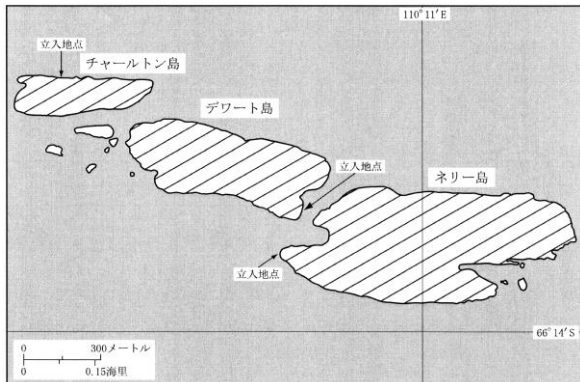 110°11′E
立入地点
チャールトン島
デワート島
立入地点
ネリー島
立入地点
66°14′S
0 300メートル
0 0.15海里